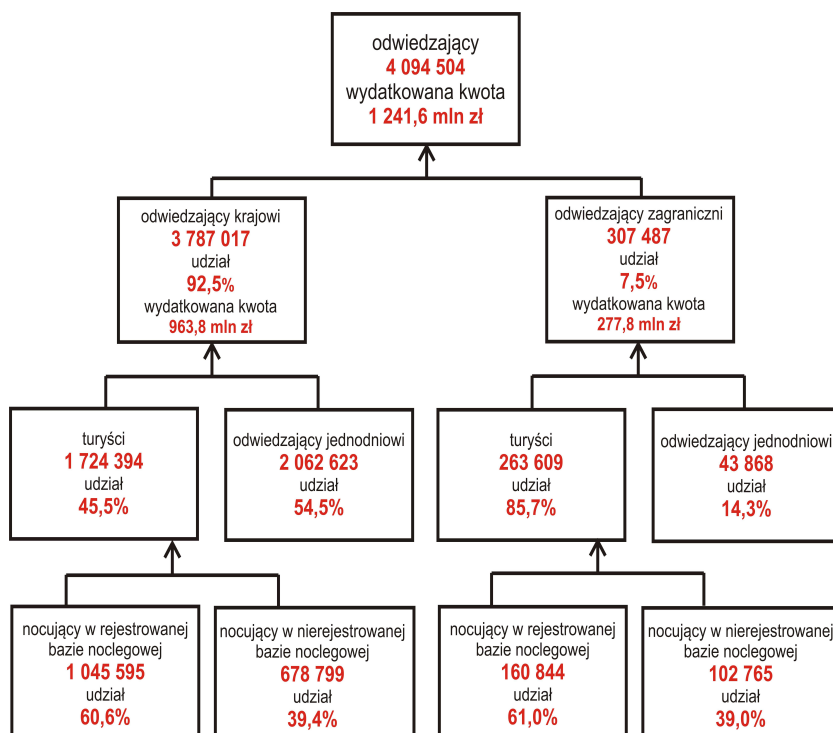 odwiedzający
4 094 504
wydatkowana kwota
1 241,6 mln zł
odwiedzający krajowi
3 787 017
udział
92,5%
wydatkowana kwota
963,8 mln zł
odwiedzający zagraniczni
307 487
udział
7,5%
wydatkowana kwota
277,8 mln zł
turyści
1 724 394
udział
45,5%
odwiedzający jednodniowi
2 062 623
udział
54,5%
turyści
263 609
udział
85,7%
odwiedzający jednodniowi
43 868
udział
14,3%
nocujący w rejestrowanej
bazie noclegowej
1 045 595
udział
60,6%
nocujący w nierejestrowanej
bazie noclegowej
678 799
udział
39,4%
nocujący w rejestrowanej
bazie noclegowej
160 844
udział
61,0%
nocujący w nierejestrowanej
bazie noclegowej
102 765
udział
39,0%